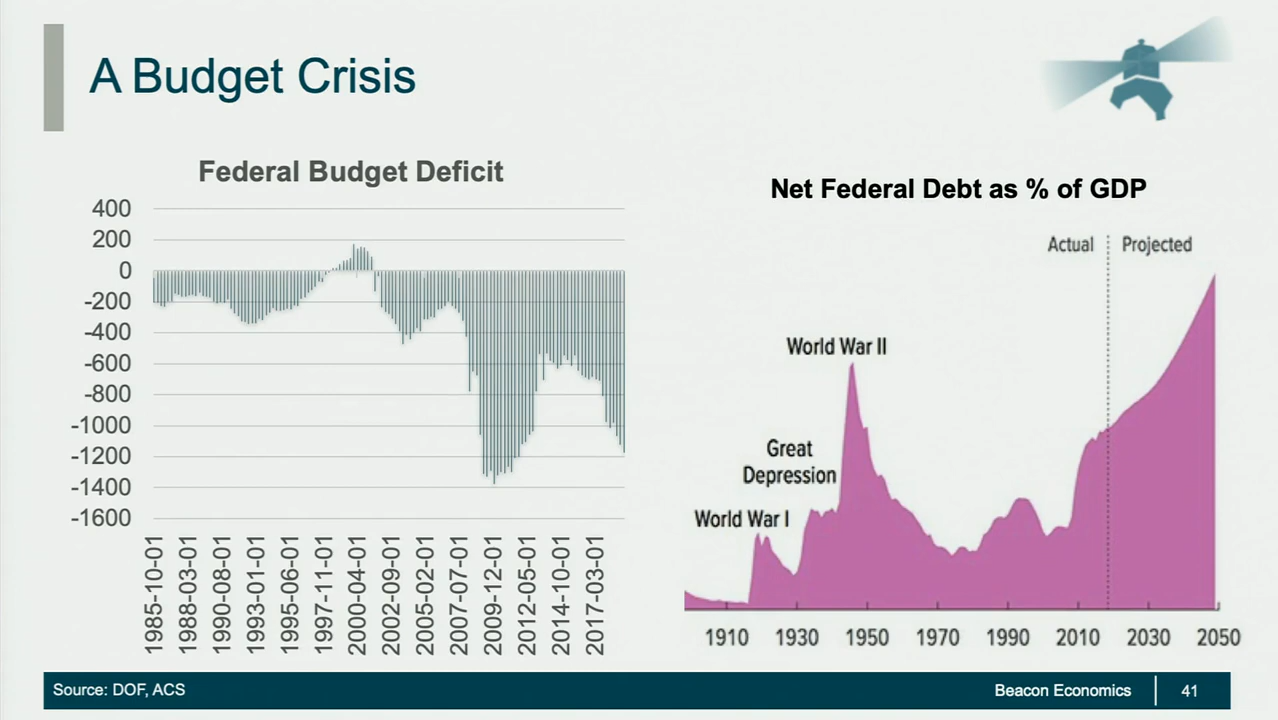 A Budget Crisis
Federal Budget Deficit
400
200
0
-200
-400
-600
-800
-1000
-1200
-1400
-1600
1985-10-01
1988-03-01
1990-08-01
1993-01-01
1995-06-01
1997-11-01
2000-04-01
2002-09-01
2005-02-01
2007-07-01
2009-12-01
2012-05-01
2014-10-01
2017-03-01
Net Federal Debt as % of GDP
Actual Projected
World War II
Great
Depression
World War I
1910 1930 1950 1970 1990 2010 2030 2050
Source: DOF, ACS
Beacon Economics 41